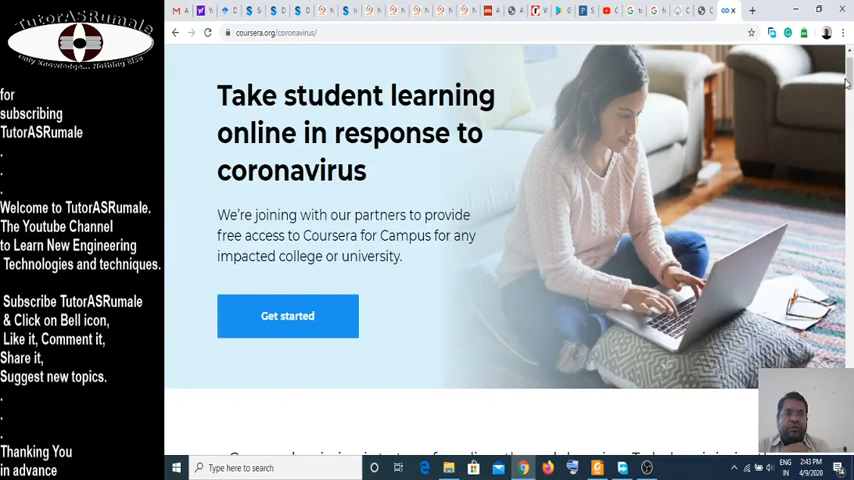 TutorASRumale
Only Knowledge... Nothing Else
for
subscribing
TutorASRumale
.
.
.
Welcome to TutorASRumale.
The Youtube Channel
to Learn New Engineering
Technologies and techniques.
Subscribe TutorASRumale
& Click on Bell icon,
Like it, Comment it,
Share it,
Suggest new topics.
.
.
.
Thanking You
in advance
coursera.org/coronavirus/
Take student learning
online in response to
coronavirus
We're joining with our partners to provide
free access to Coursera for Campus for any
impacted college or university.
Get started
Type here to search
ENG
IN
2:43 PM
4/9/2020